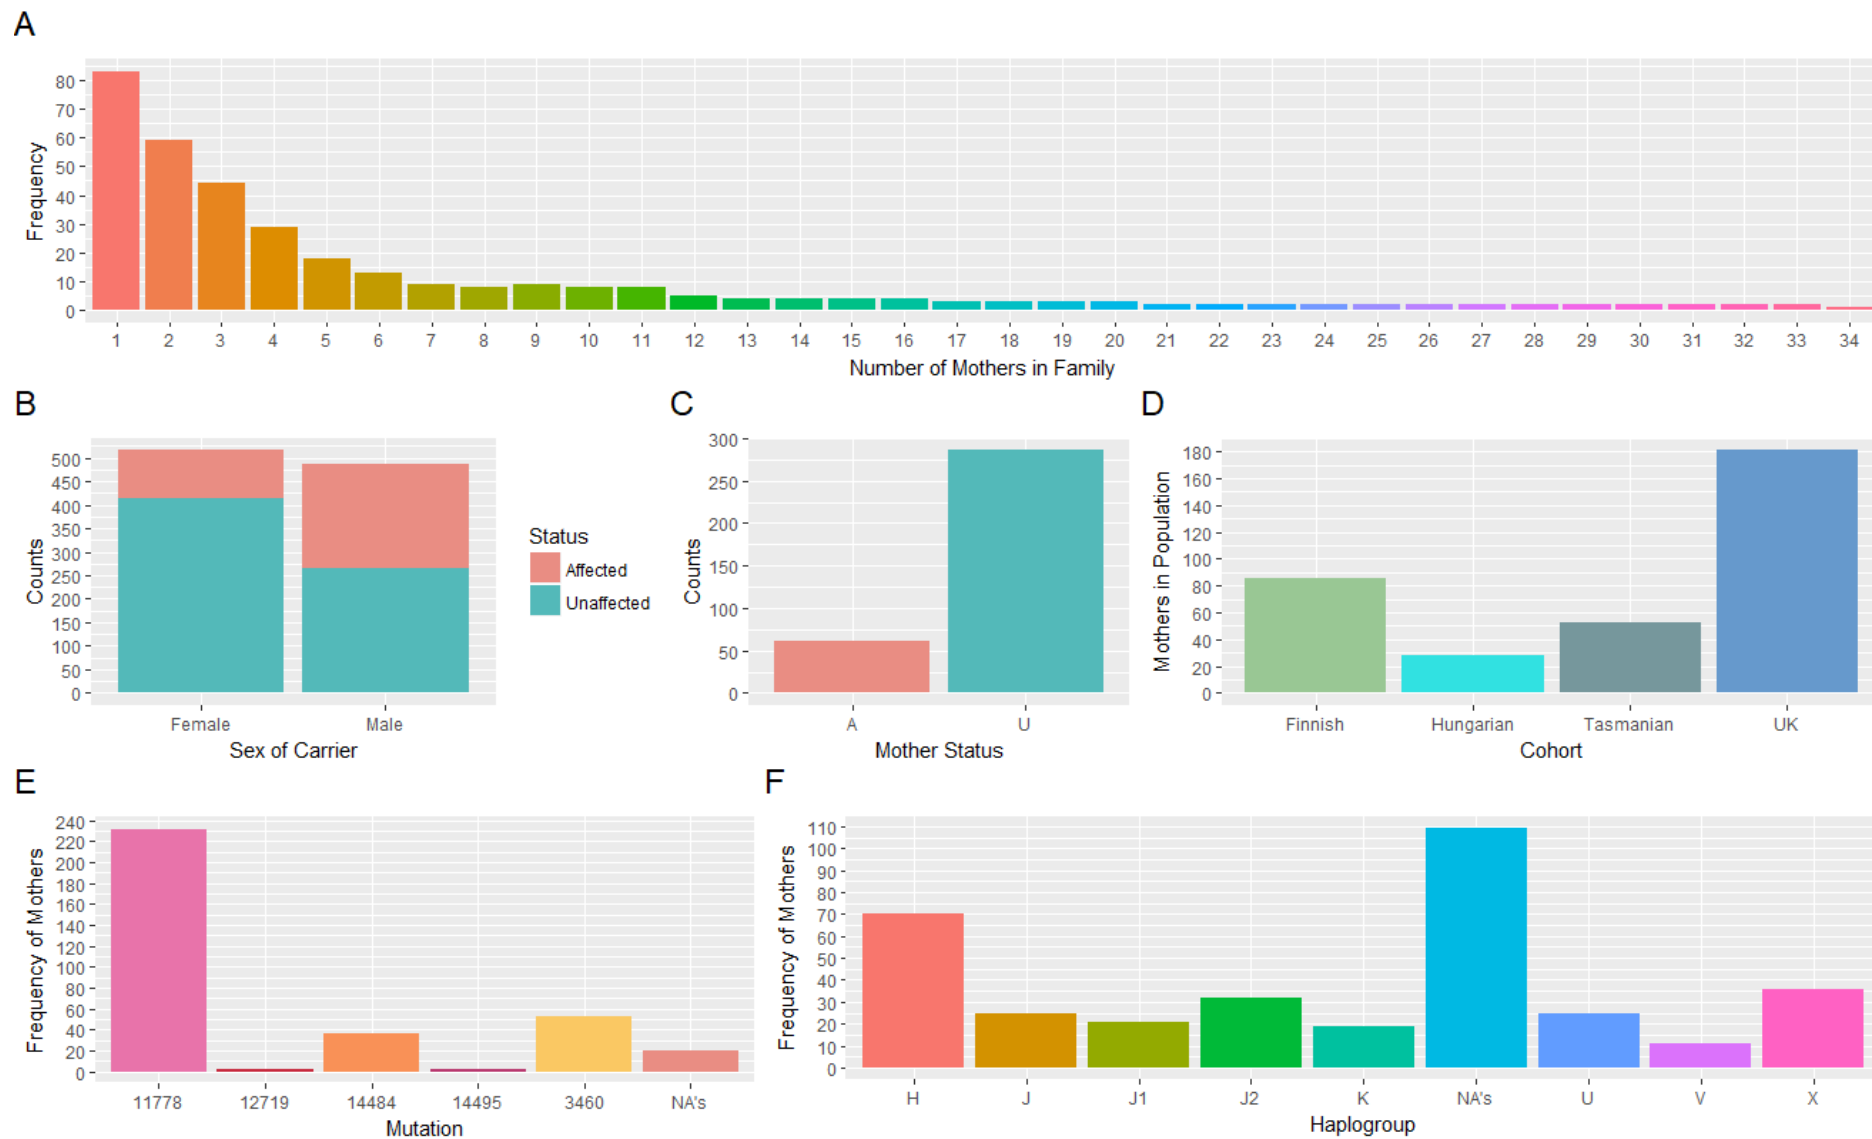 A
Frequency
80
70
60
50
40
30
20
10
0
1 2 3 4 5 6 7 8 9 10 11 12 13 14 15 16 17 18 19 20 21 22 23 24 25 26 27 28 29 30 31 32 33 34
Number of Mothers in Family
B
Counts
500
450
400
350
300
250
200
150
100
50
0
Female Male
Sex of Carrier
Status
Affected
Unaffected
C
Counts
300
250
200
150
100
50
0
A U
Mother Status
D
Mothers in Population
180
160
140
120
100
80
60
40
20
0
Finnish Hungarian Tasmanian UK
Cohort
E
Frequency of Mothers
240
220
200
180
160
140
120
100
80
60
40
20
0
11778 12719 14484 14495 3460 NA's
Mutation
F
Frequency of Mothers
110
100
90
80
70
60
50
40
30
20
10
0
H J J1 J2 K NA's U V X
Haplogroup